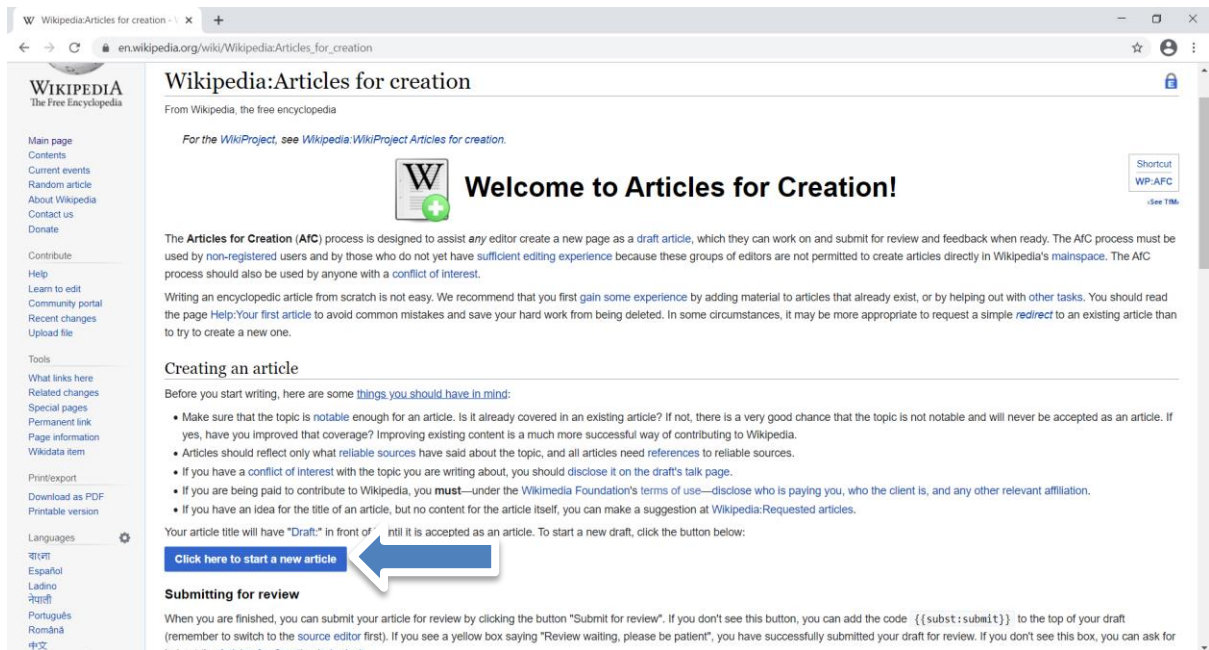 W Wikipedia:Articles for creation - W
en.wikipedia.org/wiki/Wikipedia:Articles_for_creation
WIKIPEDIA
The Free Encyclopedia
Main page
Contents
Current events
Random article
About Wikipedia
Contact us
Donate
Contribute
Help
Learn to edit
Community portal
Recent changes
Upload file
Tools
What links here
Related changes
Special pages
Permanent link
Page information
Wikidata item
Print/export
Download as PDF
Printable version
Languages
বাংলা
Español
Ladino
नेपाली
Português
Română
中文
Wikipedia:Articles for creation
From Wikipedia, the free encyclopedia
For the WikiProject, see Wikipedia:WikiProject Articles for creation.
W
Welcome to Articles for Creation!
Shortcut
WP:AFC
‹See TfM›
The Articles for Creation (AfC) process is designed to assist any editor create a new page as a draft article, which they can work on and submit for review and feedback when ready. The AfC process must be
used by non-registered users and by those who do not yet have sufficient editing experience because these groups of editors are not permitted to create articles directly in Wikipedia's mainspace. The AfC
process should also be used by anyone with a conflict of interest.
Writing an encyclopedic article from scratch is not easy. We recommend that you first gain some experience by adding material to articles that already exist, or by helping out with other tasks. You should read
the page Help:Your first article to avoid common mistakes and save your hard work from being deleted. In some circumstances, it may be more appropriate to request a simple redirect to an existing article than
to try to create a new one.
Creating an article
Before you start writing, here are some things you should have in mind:
• Make sure that the topic is notable enough for an article. Is it already covered in an existing article? If not, there is a very good chance that the topic is not notable and will never be accepted as an article. If
yes, have you improved that coverage? Improving existing content is a much more successful way of contributing to Wikipedia.
• Articles should reflect only what reliable sources have said about the topic, and all articles need references to reliable sources.
• If you have a conflict of interest with the topic you are writing about, you should disclose it on the draft's talk page.
• If you are being paid to contribute to Wikipedia, you must—under the Wikimedia Foundation's terms of use—disclose who is paying you, who the client is, and any other relevant affiliation.
• If you have an idea for the title of an article, but no content for the article itself, you can make a suggestion at Wikipedia:Requested articles.
Your article title will have "Draft:" in front of until it is accepted as an article. To start a new draft, click the button below:
Click here to start a new article
Submitting for review
When you are finished, you can submit your article for review by clicking the button "Submit for review". If you don't see this button, you can add the code {{subst:submit}} to the top of your draft
(remember to switch to the source editor first). If you see a yellow box saying "Review waiting, please be patient", you have successfully submitted your draft for review. If you don't see this box, you can ask for